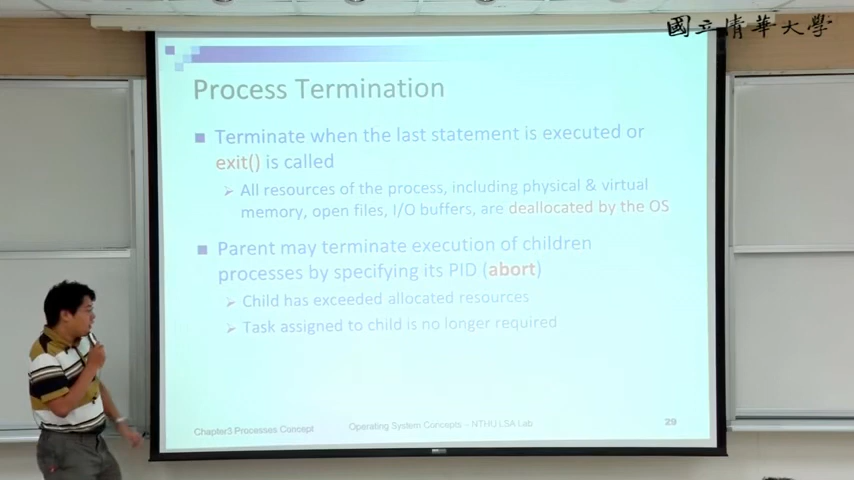 國立清華大學
Process Termination
Terminate when the last statement is executed or
exit() is called
All resources of the process, including physical & virtual
memory, open files, I/O buffers, are deallocated by the OS
Parent may terminate execution of children
processes by specifying its PID (abort)
Child has exceeded allocated resources
Task assigned to child is no longer required
Chapter3 Processes Concept
Operating System Concepts – NTHU LSA Lab
29